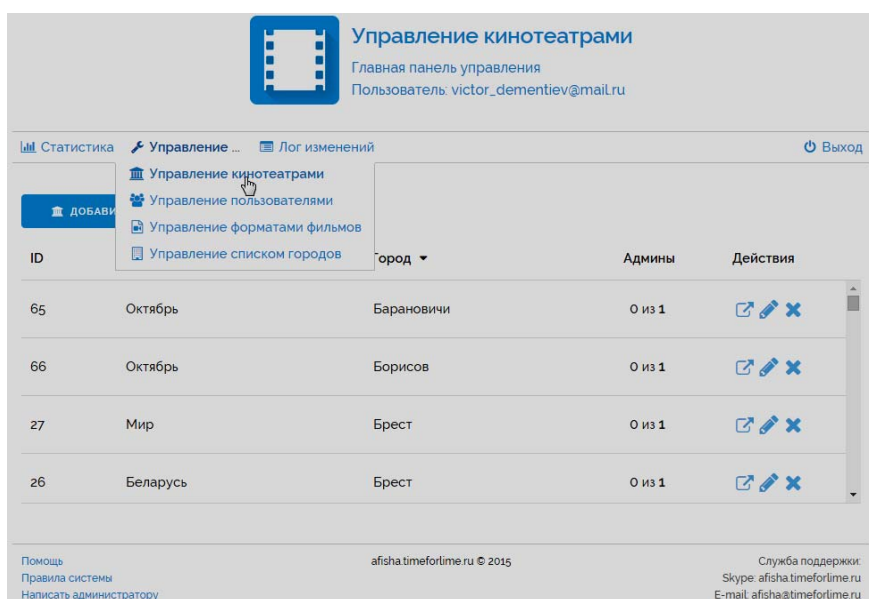 Управление кинотеатрами
Главная панель управления
Пользователь: victor_dementiev@mail.ru
Статистика Управление ... Лог изменений Выход
Управление кинотеатрами
Управление пользователями
Управление форматами фильмов
Управление списком городов
ДОБАВИ
ID ород Админы Действия
65 Октябрь Барановичи 0 из 1
66 Октябрь Борисов 0 из 1
27 Мир Брест 0 из 1
26 Беларусь Брест 0 из 1
Помощь afisha.timeforlime.ru © 2015 Служба поддержки:
Правила системы Skype: afisha.timeforlime.ru
Написать администратору E-mail: afisha@timeforlime.ru